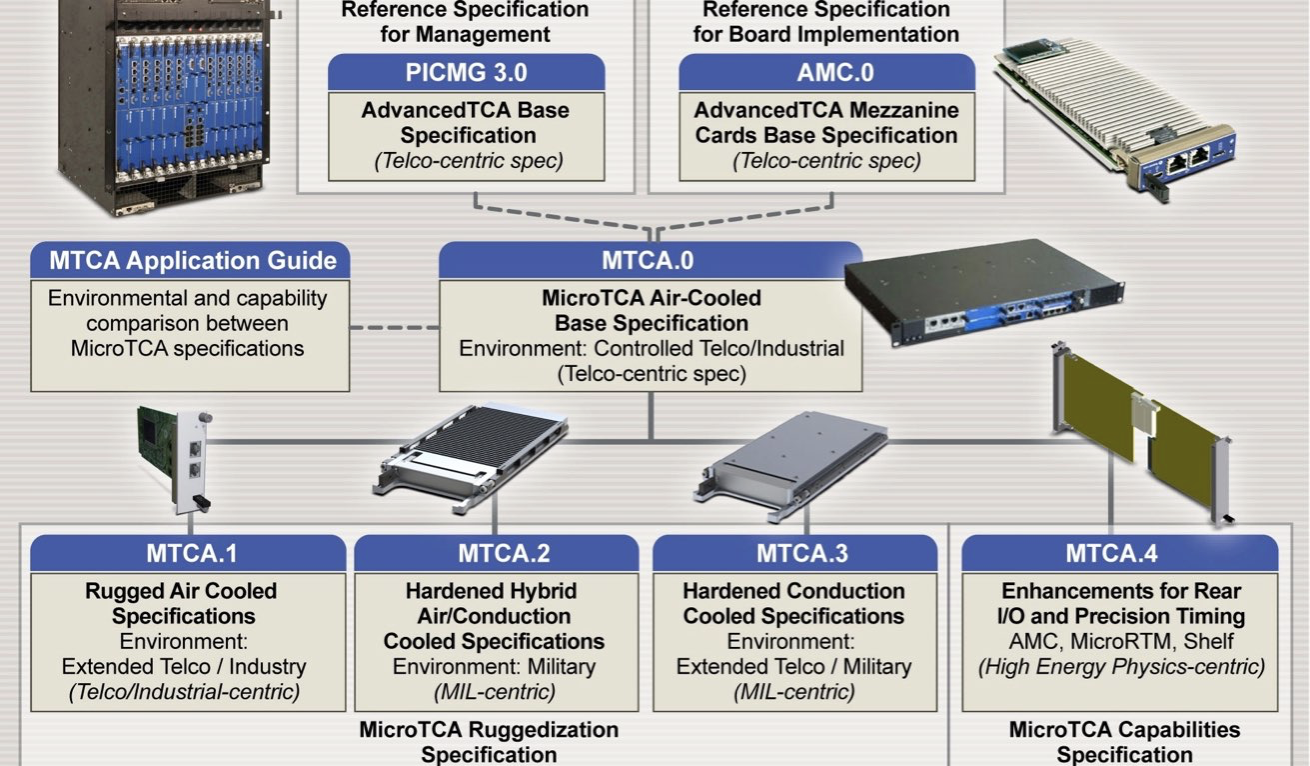 Reference Specification
for Management
Reference Specification
for Board Implementation
PICMG 3.0
AdvancedTCA Base
Specification
(Telco-centric spec)
AMC.0
AdvancedTCA Mezzanine
Cards Base Specification
(Telco-centric spec)
MTCA Application Guide
Environmental and capability
comparison between
MicroTCA specifications
MTCA.0
MicroTCA Air-Cooled
Base Specification
Environment: Controlled Telco/Industrial
(Telco-centric spec)
MTCA.1
Rugged Air Cooled
Specifications
Environment:
Extended Telco / Industry
(Telco/Industrial-centric)
MTCA.2
Hardened Hybrid
Air/Conduction
Cooled Specifications
Environment: Military
(MIL-centric)
MTCA.3
Hardened Conduction
Cooled Specifications
Environment:
Extended Telco / Military
(MIL-centric)
MTCA.4
Enhancements for Rear
I/O and Precision Timing
AMC, MicroRTM, Shelf
(High Energy Physics-centric)
MicroTCA Ruggedization
Specification
MicroTCA Capabilities
Specification